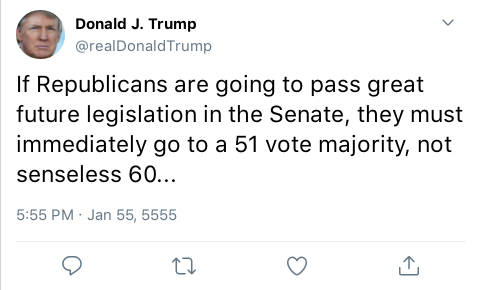 Donald J. Trump
@realDonaldTrump
If Republicans are going to pass great
future legislation in the Senate, they must
immediately go to a 51 vote majority, not
senseless 60...
5:55 PM · Jan 55, 5555